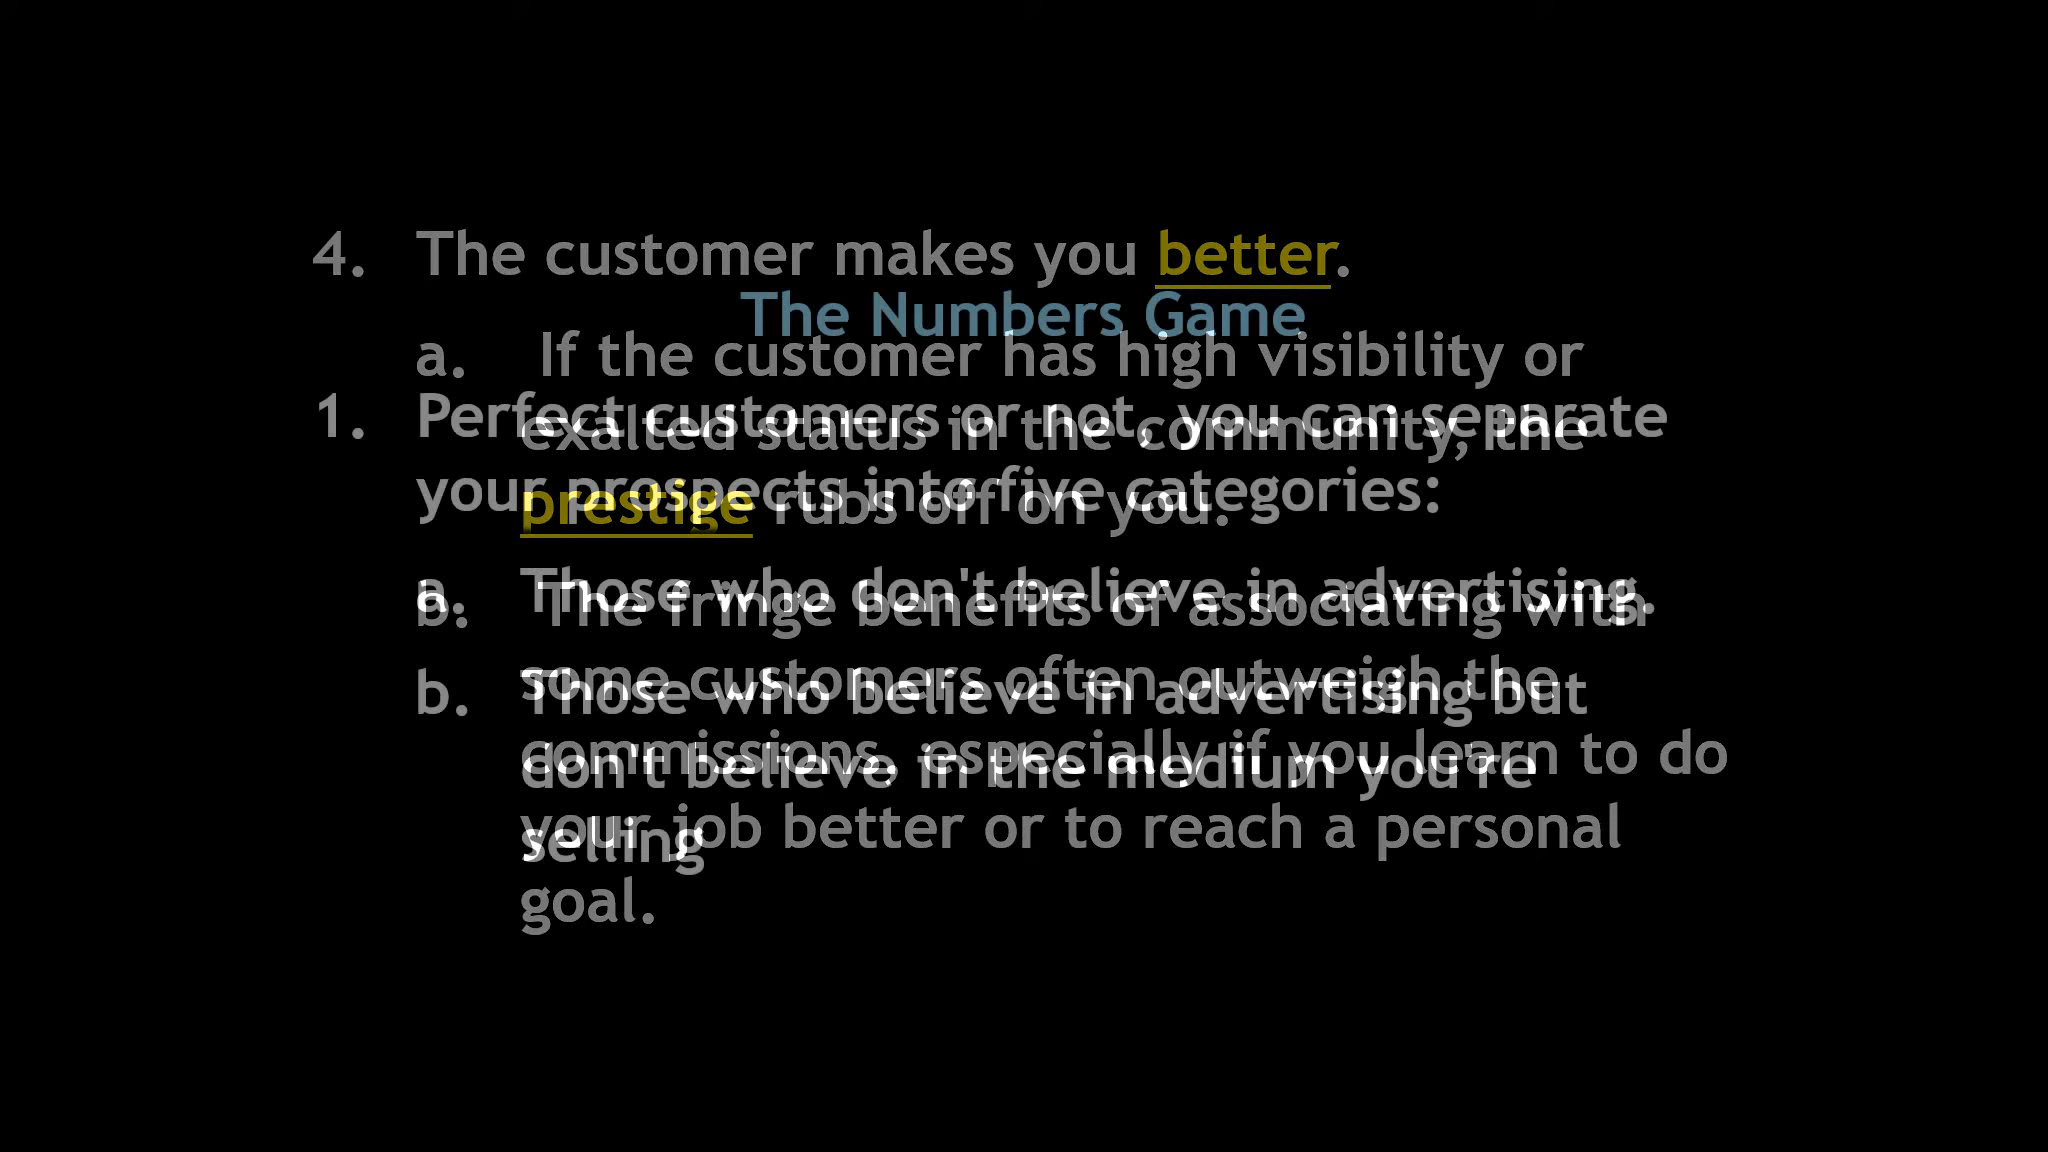 4. The customer makes you better.
a. If the customer has high visibility or
exalted status in the community, the
prestige rubs off on you.
b. The fringe benefits of associating with
some customers often outweigh the
commissions, especially if you learn to do
your job better or to reach a personal
goal.
The Numbers Game
1. Perfect customers or not, you can separate
your prospects into five categories:
a. Those who don't believe in advertising.
b. Those who believe in advertising but
don't believe in the medium you're
selling